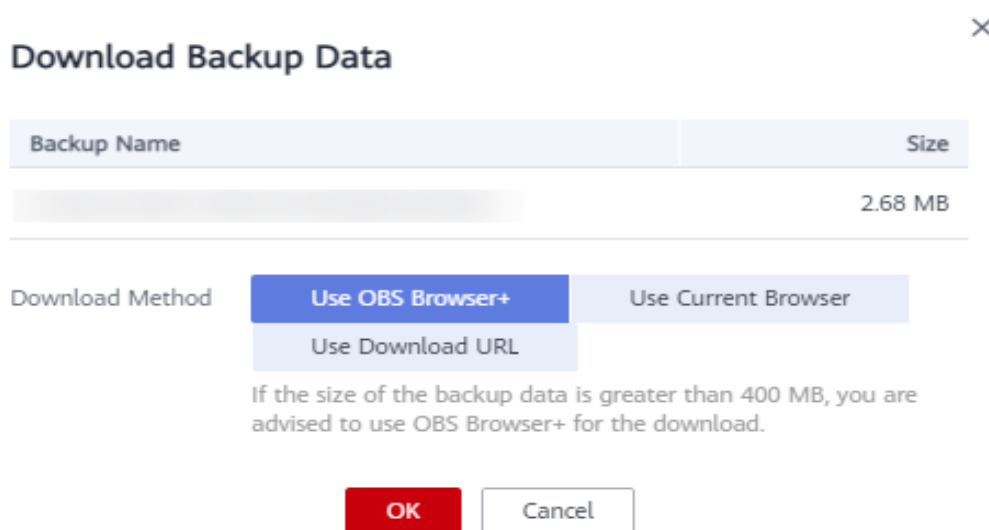 Download Backup Data
Backup Name Size
2.68 MB
Download Method Use OBS Browser+ Use Current Browser
Use Download URL
If the size of the backup data is greater than 400 MB, you are
advised to use OBS Browser+ for the download.
OK Cancel